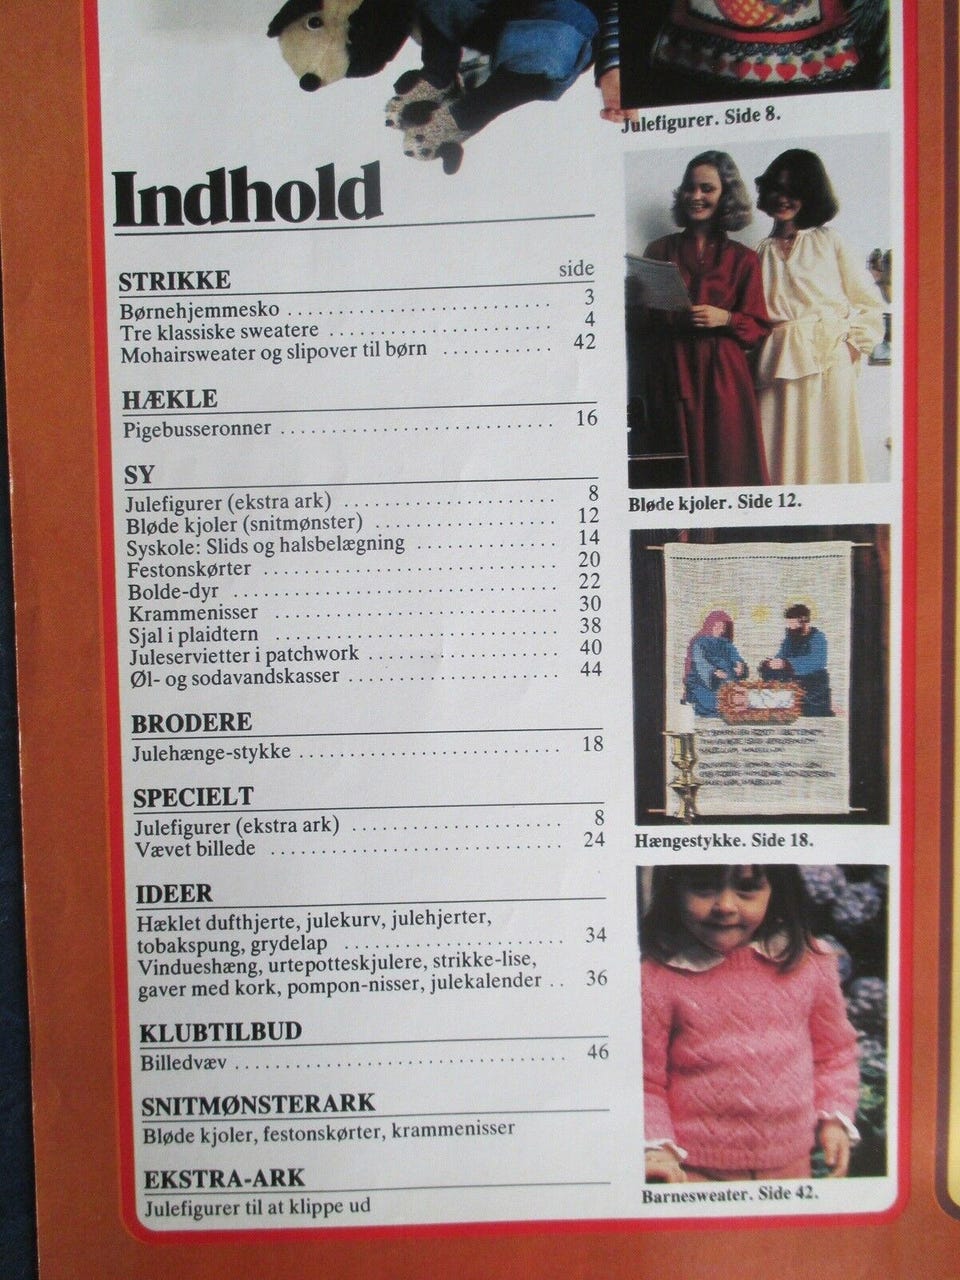 Indhold
STRIKKE side
Børnehjemmesko 3
Tre klassiske sweatere 4
Mohairsweater og slipover til børn 42
HÆKLE
Pigebusseronner 16
SY
Julefigurer (ekstra ark) 8
Bløde kjoler (snitmønster) 12
Syskole: Slids og halsbelægning 14
Festonskørter 20
Bolde-dyr 22
Krammenisser 30
Sjal i plaidtern 38
Juleservietter i patchwork 40
Øl- og sodavandskasser 44
BRODERE
Julehænge-stykke 18
SPECIELT
Julefigurer (ekstra ark) 8
Vævet billede 24
IDEER
Hæklet dufthjerte, julekurv, julehjerter,
tobakspung, grydelap 34
Vindueshæng, urtepotteskjulere, strikke-lise,
gaver med kork, pompon-nisser, julekalender 36
KLUBTILBUD
Billedvæv 46
SNITMØNSTERARK
Bløde kjoler, festonskørter, krammenisser
EKSTRA-ARK
Julefigurer til at klippe ud
Julefigurer. Side 8.
Bløde kjoler. Side 12.
Hængestykke. Side 18.
Barnesweater. Side 42.